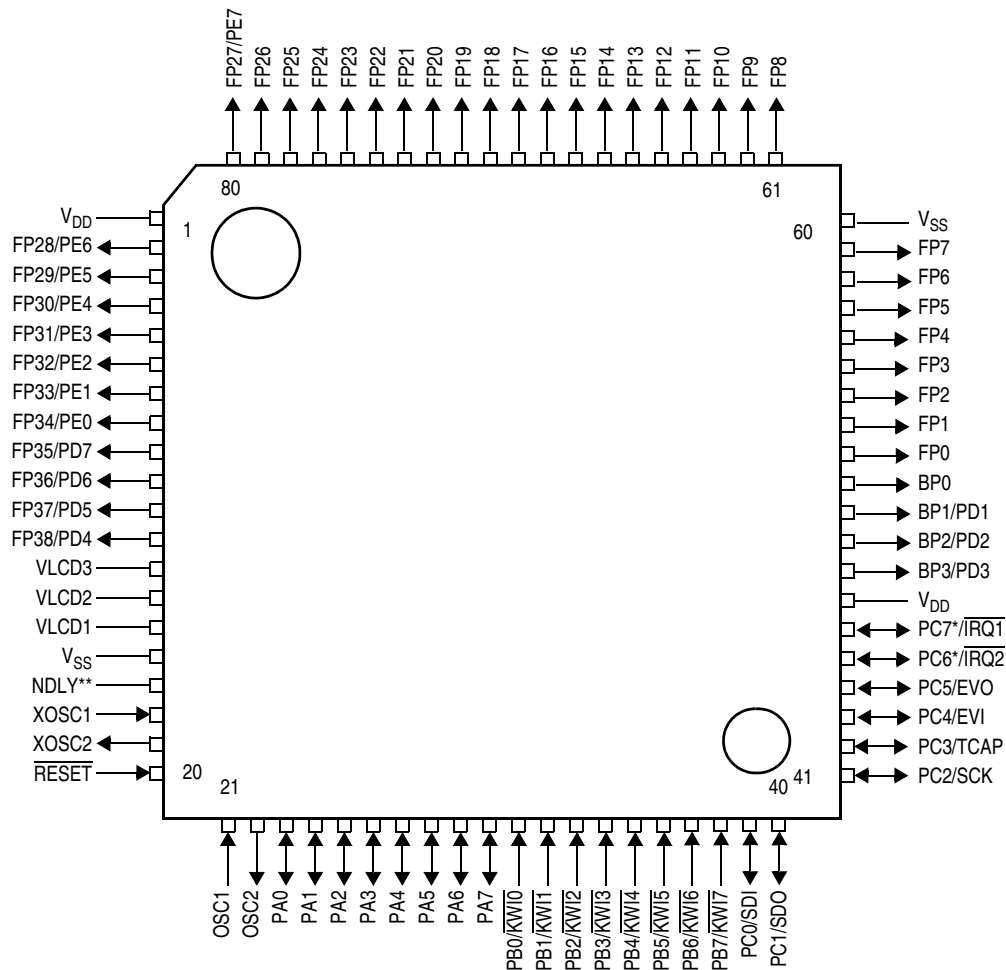 FP27/PE7
FP26
FP25
FP24
FP23
FP22
FP21
FP20
FP19
FP18
FP17
FP16
FP15
FP14
FP13
FP12
FP11
FP10
FP9
FP8
80
61
1
60
VDD
FP28/PE6
FP29/PE5
FP30/PE4
FP31/PE3
FP32/PE2
FP33/PE1
FP34/PE0
FP35/PD7
FP36/PD6
FP37/PD5
FP38/PD4
VLCD3
VLCD2
VLCD1
VSS
NDLY**
XOSC1
XOSC2
RESET
VSS
FP7
FP6
FP5
FP4
FP3
FP2
FP1
FP0
BP0
BP1/PD1
BP2/PD2
BP3/PD3
VDD
PC7*/IRQ1
PC6*/IRQ2
PC5/EVO
PC4/EVI
PC3/TCAP
PC2/SCK
20
21
40
41
OSC1
OSC2
PA0
PA1
PA2
PA3
PA4
PA5
PA6
PA7
PB0/KWI0
PB1/KWI1
PB2/KWI2
PB3/KWI3
PB4/KWI4
PB5/KWI5
PB6/KWI6
PB7/KWI7
PC0/SDI
PC1/SDO